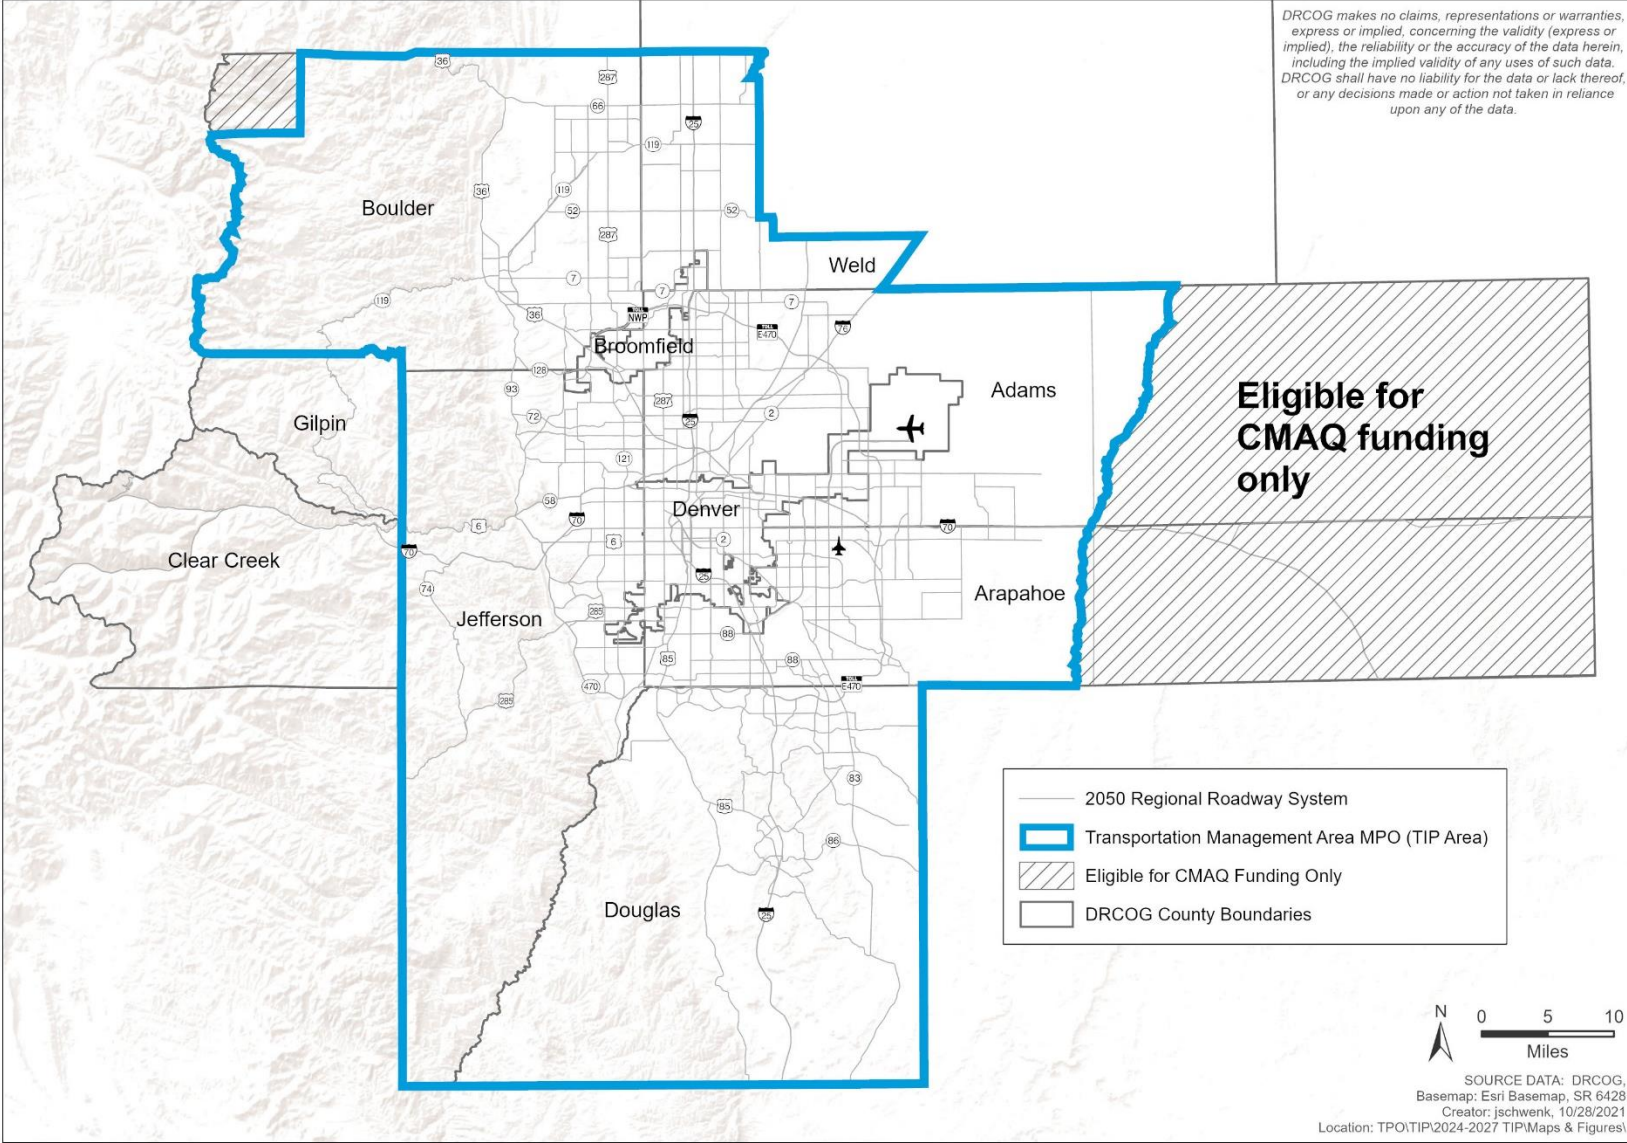 DRCOG makes no claims, representations or warranties,
express or implied, concerning the validity (express or
implied), the reliability or the accuracy of the data herein,
including the implied validity of any uses of such data.
DRCOG shall have no liability for the data or lack thereof,
or any decisions made or action not taken in reliance
upon any of the data.
36
287
66
25
119
36
119
Boulder
52
52
287
Weld
7
7
119
7
36
TOLL
NWP
TOLL
E-470
76
Broomfield
128
93
Adams
287
72
25
2
Eligible for
CMAQ funding
only
Gilpin
121
58
Denver
70
6
70
6
2
70
Clear Creek
25
74
Arapahoe
285
Jefferson
88
85
88
470
TOLL
E-470
285
83
85
86
Douglas
25
2050 Regional Roadway System
Transportation Management Area MPO (TIP Area)
Eligible for CMAQ Funding Only
DRCOG County Boundaries
N
0 5 10
Miles
SOURCE DATA: DRCOG,
Basemap: Esri Basemap, SR 6428
Creator: jschwenk, 10/28/2021
Location: TPO\TIP\2024-2027 TIP\Maps & Figures\